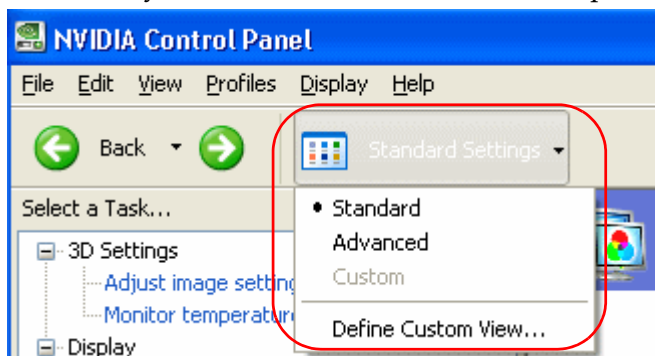 NVIDIA Control Panel
File Edit View Profiles Display Help
Back Standard Settings
Select a Task...
Standard
3D Settings
Advanced
Adjust image setting
Custom
Monitor temperatur
Define Custom View...
Display